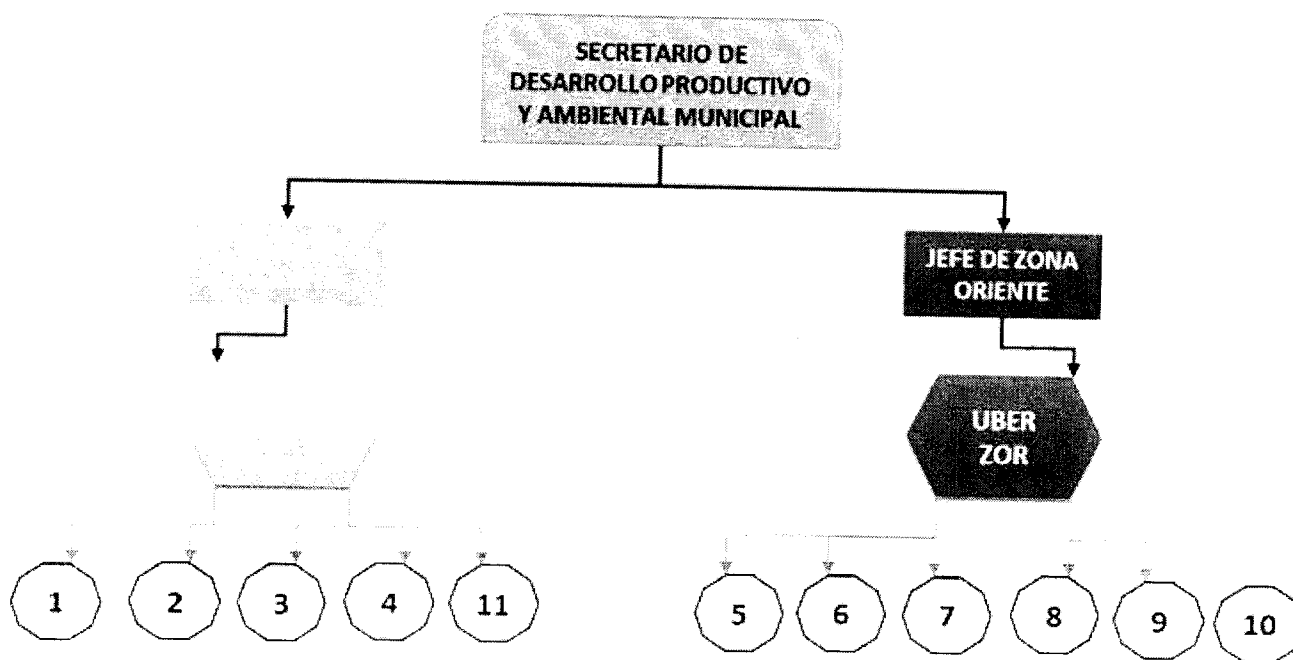 SECRETARIO DE
DESARROLLO PRODUCTIVO
Y AMBIENTAL MUNICIPAL
JEFE DE ZONA
ORIENTE
UBER
ZOR
1
2
3
4
11
5
6
7
8
9
10